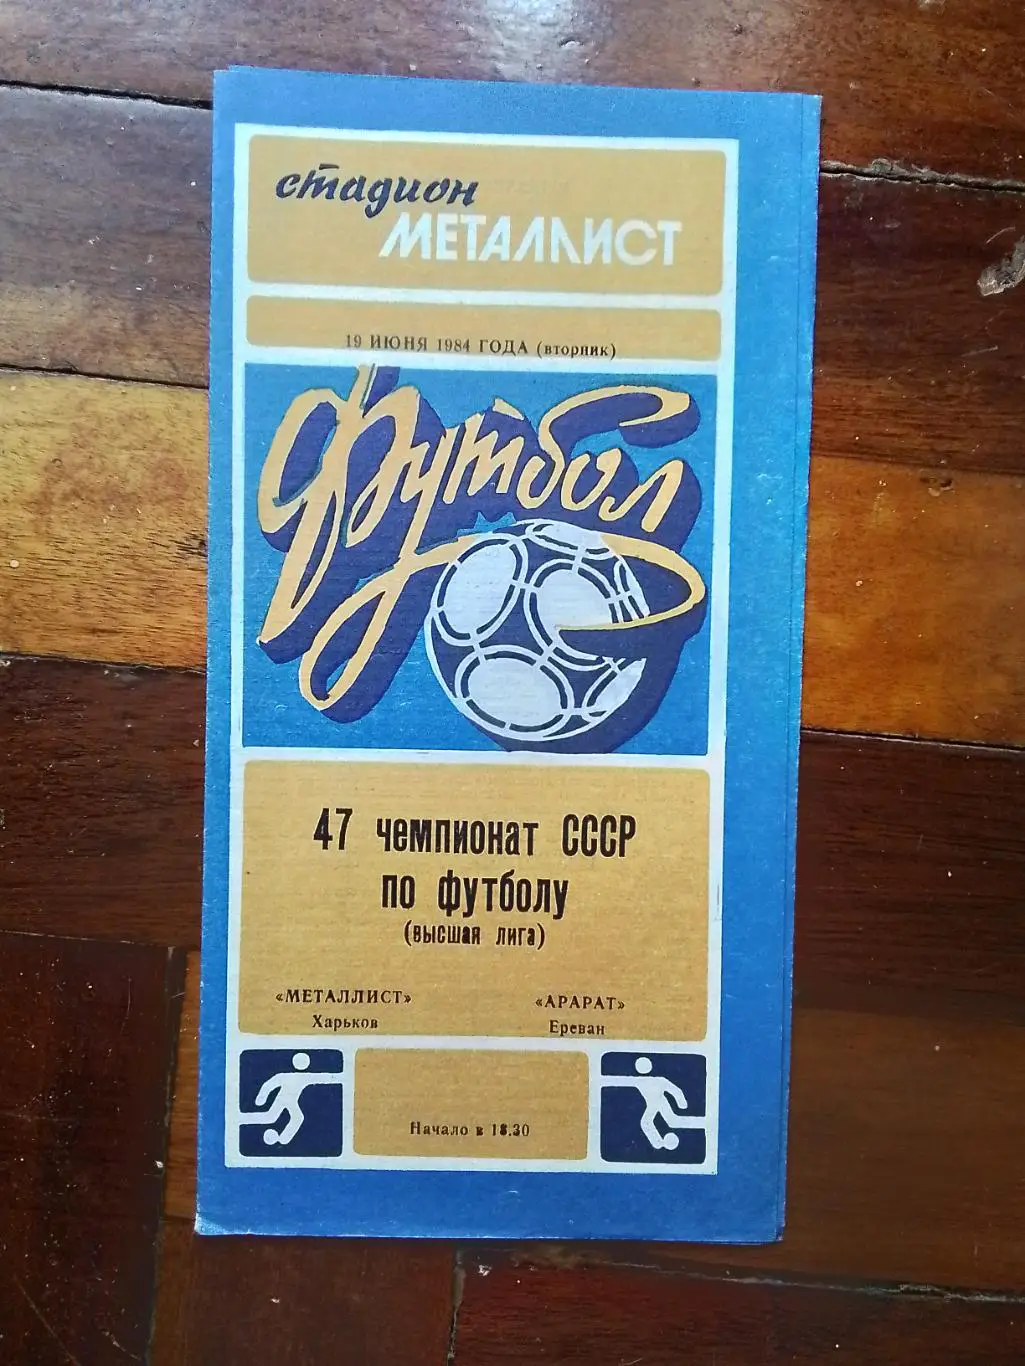 стадион
МЕТАЛЛИСТ
19 ИЮНЯ 1984 ГОДА (вторник)
Футбол
47 чемпионат СССР
по футболу
(высшая лига)
«МЕТАЛЛИСТ» «АРАРАТ»
Харьков Ереван
Начало в 18.30